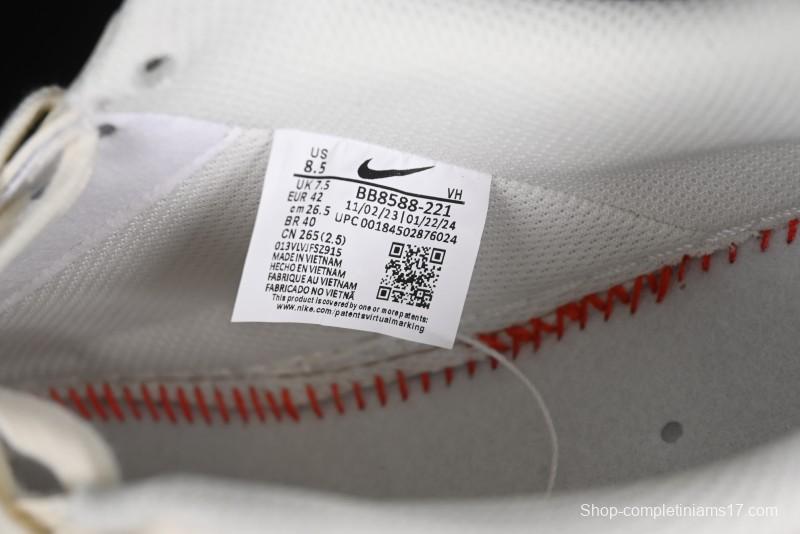 US
8.5
VH
UK 7.5
BB8588-221
EUR 42
11/02/23|01/22/24
cm 26.5
UPC 00184502876024
BR 40
CN 265(2.5)
013VLVJFSZ915
MADE IN VIETNAM
HECHO EN VIETNAM
FABRIQUE AU VIETNAM
FABRICADO NO VIETNÃ
This product is covered by one or more patents:
www.nike.com/patentsvirtualmarking
Shop-completiniams17.com/